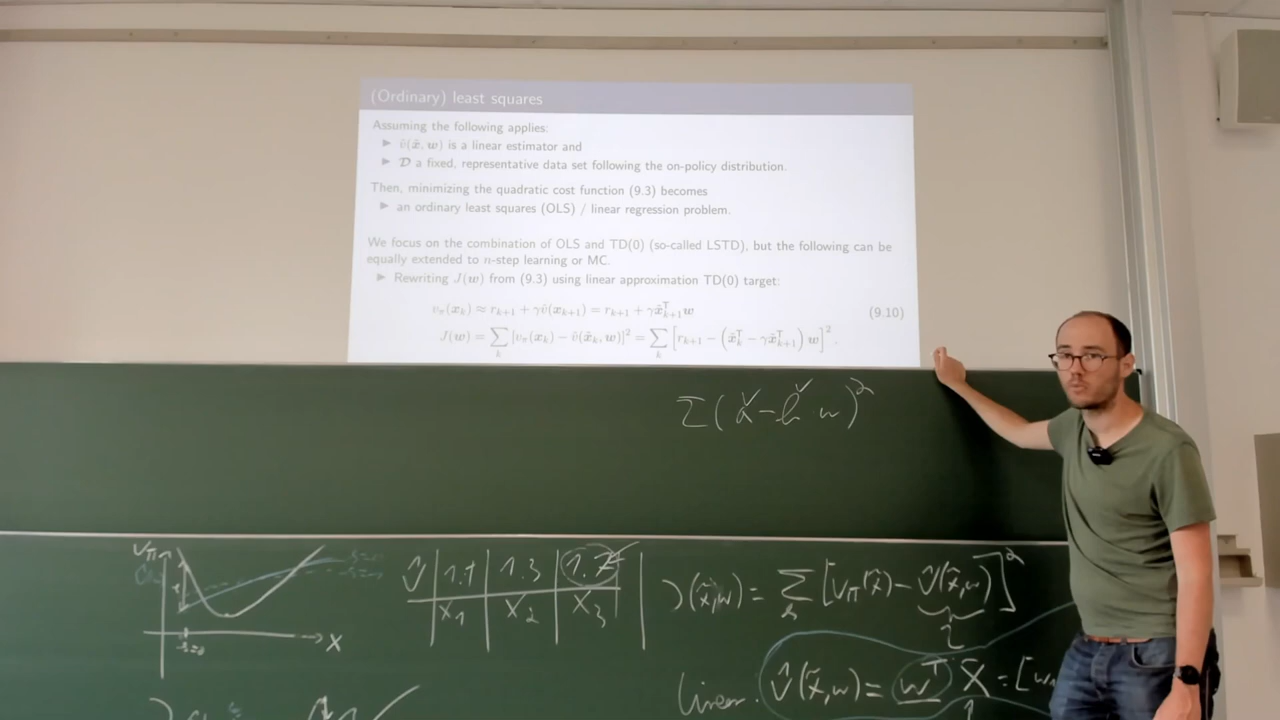 (Ordinary) least squares
Assuming the following applies:
▶ v̂(x̃, w) is a linear estimator and
▶ 𝒟 a fixed, representative data set following the on-policy distribution.
Then, minimizing the quadratic cost function (9.3) becomes
▶ an ordinary least squares (OLS) / linear regression problem.
We focus on the combination of OLS and TD(0) (so-called LSTD), but the following can be
equally extended to n-step learning or MC.
▶ Rewriting J(w) from (9.3) using linear approximation TD(0) target:
vπ(xₖ) ≈ rₖ₊₁ + γv̂(xₖ₊₁) = rₖ₊₁ + γx̃ᵀₖ₊₁w (9.10)
J(w) = ∑ₖ [vπ(xₖ) − v̂(x̃ₖ, w)]² = ∑ₖ [rₖ₊₁ − (x̃ᵀₖ − γx̃ᵀₖ₊₁) w]².
Vπ
x
V̂ 1.1 1.3
x₁ x₂ x₃
J(x̃,w) = ∑ₖ [Vπ(x̃) − V̂(x̃,w)]²
linear: V̂(x̃,w) = wᵀ x̃ = [w